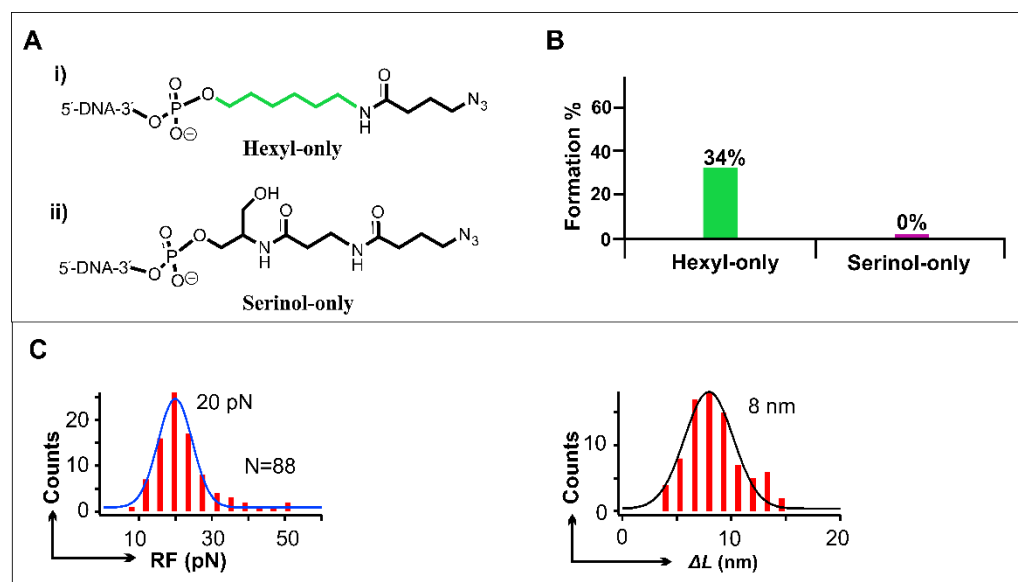 A
i)
5´-DNA-3´
O
P
O
O⊖
O
N
H
O
N₃
Hexyl-only
ii)
5´-DNA-3´
O
P
O
O⊖
O
OH
N
H
O
N
H
O
N₃
Serinol-only
B
Formation %
60
40
20
0
34%
0%
Hexyl-only
Serinol-only
C
Counts
20
10
0
20 pN
N=88
10
30
50
RF (pN)
Counts
10
0
8 nm
0
10
20
ΔL (nm)